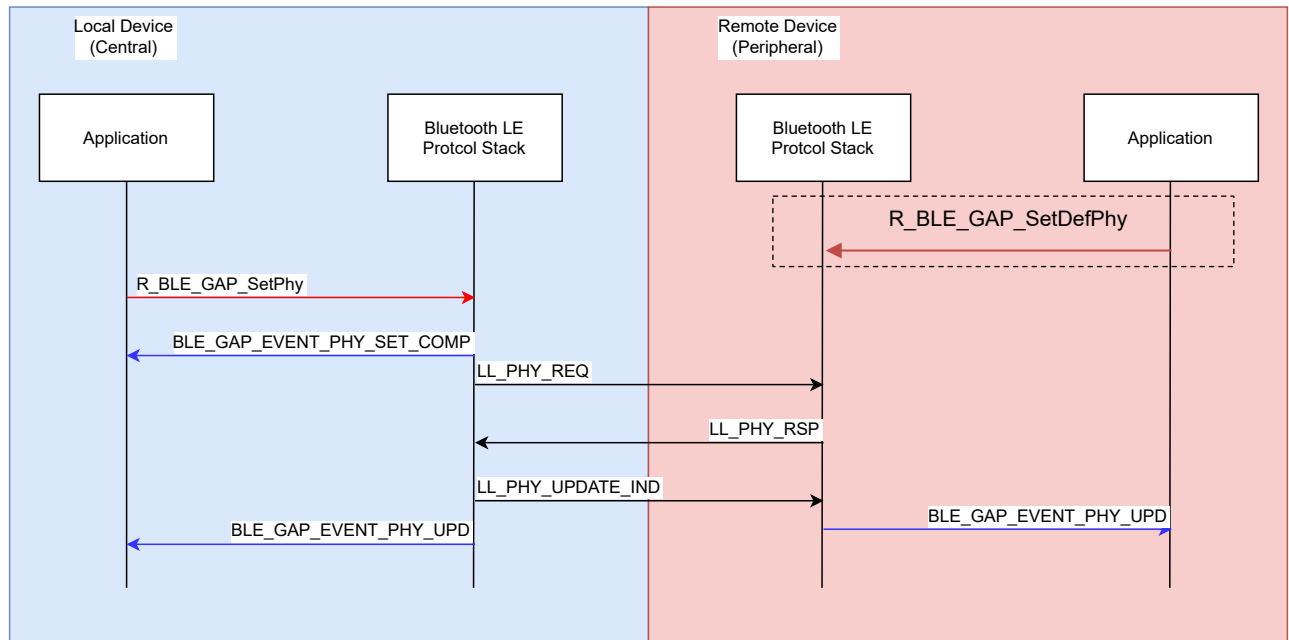 Local Device
(Central)
Remote Device
(Peripheral)
Application
Bluetooth LE
Protcol Stack
Bluetooth LE
Protcol Stack
Application
R_BLE_GAP_SetDefPhy
R_BLE_GAP_SetPhy
BLE_GAP_EVENT_PHY_SET_COMP
LL_PHY_REQ
LL_PHY_RSP
LL_PHY_UPDATE_IND
BLE_GAP_EVENT_PHY_UPD
BLE_GAP_EVENT_PHY_UPD